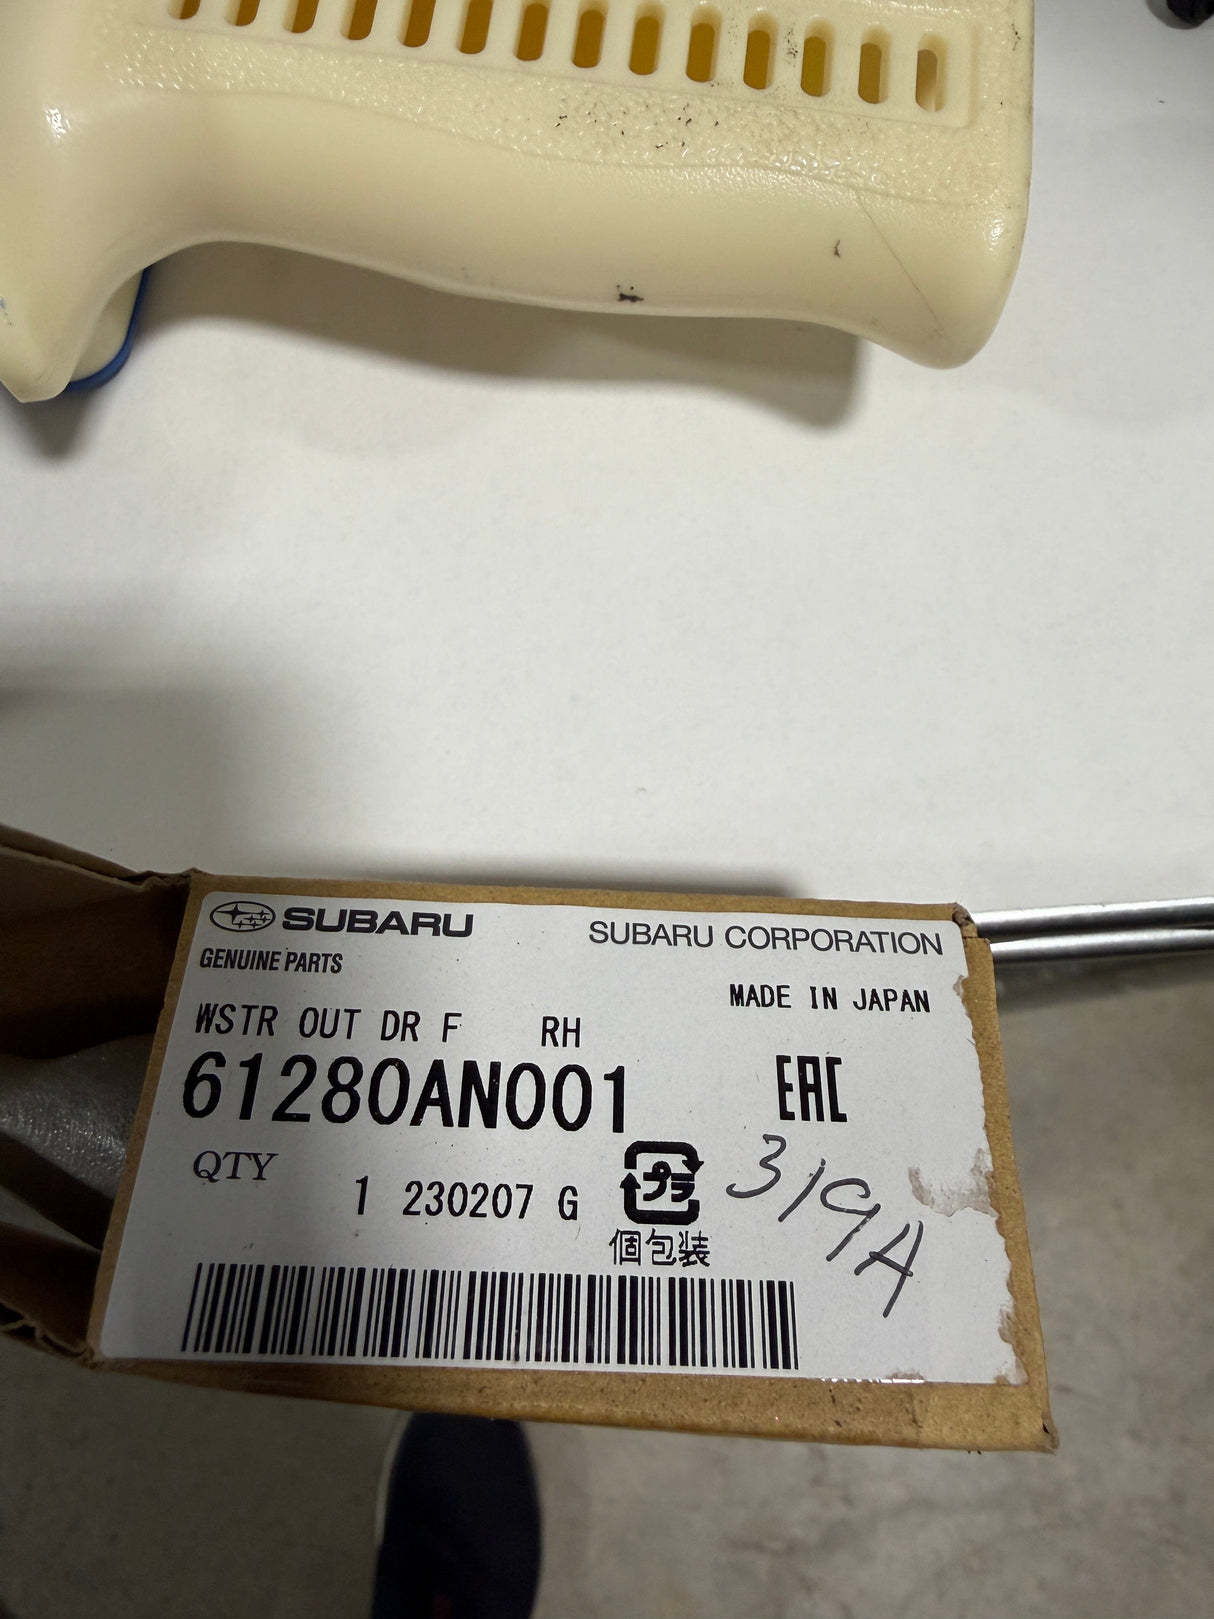 SUBARU
SUBARU CORPORATION
GENUINE PARTS
MADE IN JAPAN
WSTR OUT DR F RH
61280AN001
EAC
QTY
1 230207 G
プラ
319A
個包装